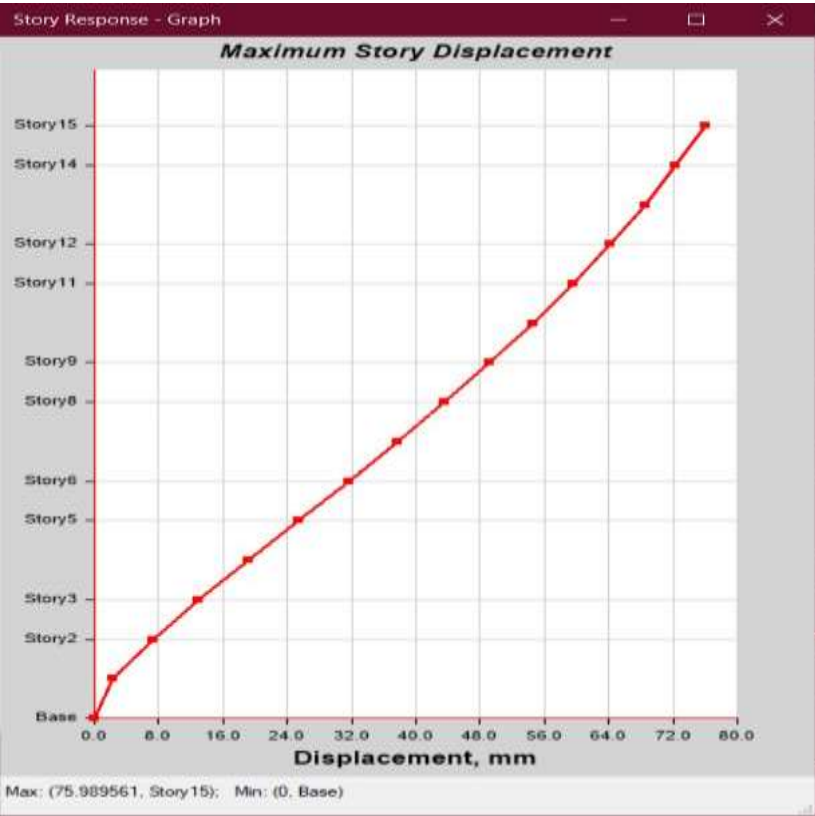 Story Response - Graph
Maximum Story Displacement
Story15
Story14
Story12
Story11
Story9
Story8
Story6
Story5
Story3
Story2
Base
0.0 8.0 16.0 24.0 32.0 40.0 48.0 56.0 64.0 72.0 80.0
Displacement, mm
Max: (75.989561, Story15); Min: (0, Base)